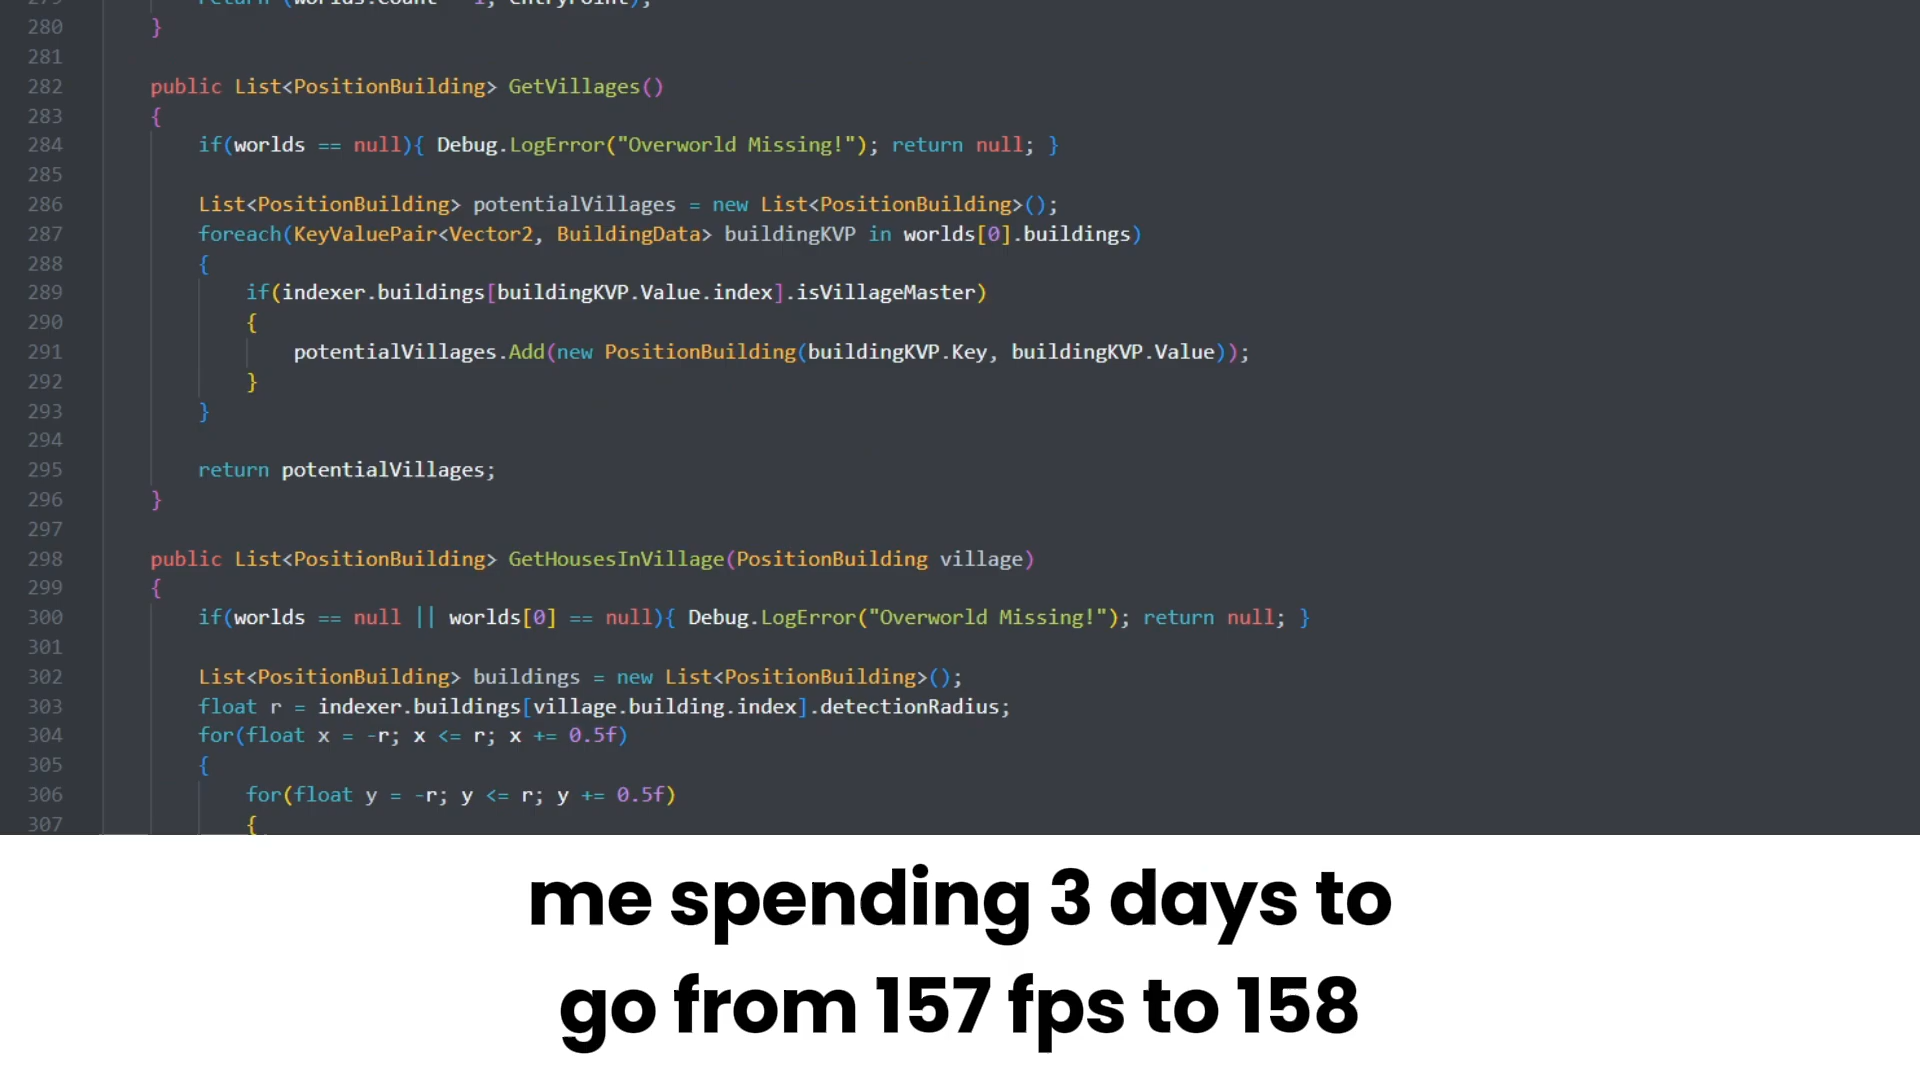 280 }
281
282 public List<PositionBuilding> GetVillages()
283 {
284 if(worlds == null){ Debug.LogError("Overworld Missing!"); return null; }
285
286 List<PositionBuilding> potentialVillages = new List<PositionBuilding>();
287 foreach(KeyValuePair<Vector2, BuildingData> buildingKVP in worlds[0].buildings)
288 {
289 if(indexer.buildings[buildingKVP.Value.index].isVillageMaster)
290 {
291 potentialVillages.Add(new PositionBuilding(buildingKVP.Key, buildingKVP.Value));
292 }
293 }
294
295 return potentialVillages;
296 }
297
298 public List<PositionBuilding> GetHousesInVillage(PositionBuilding village)
299 {
300 if(worlds == null || worlds[0] == null){ Debug.LogError("Overworld Missing!"); return null; }
301
302 List<PositionBuilding> buildings = new List<PositionBuilding>();
303 float r = indexer.buildings[village.building.index].detectionRadius;
304 for(float x = -r; x <= r; x += 0.5f)
305 {
306 for(float y = -r; y <= r; y += 0.5f)
307 {
me spending 3 days to
go from 157 fps to 158